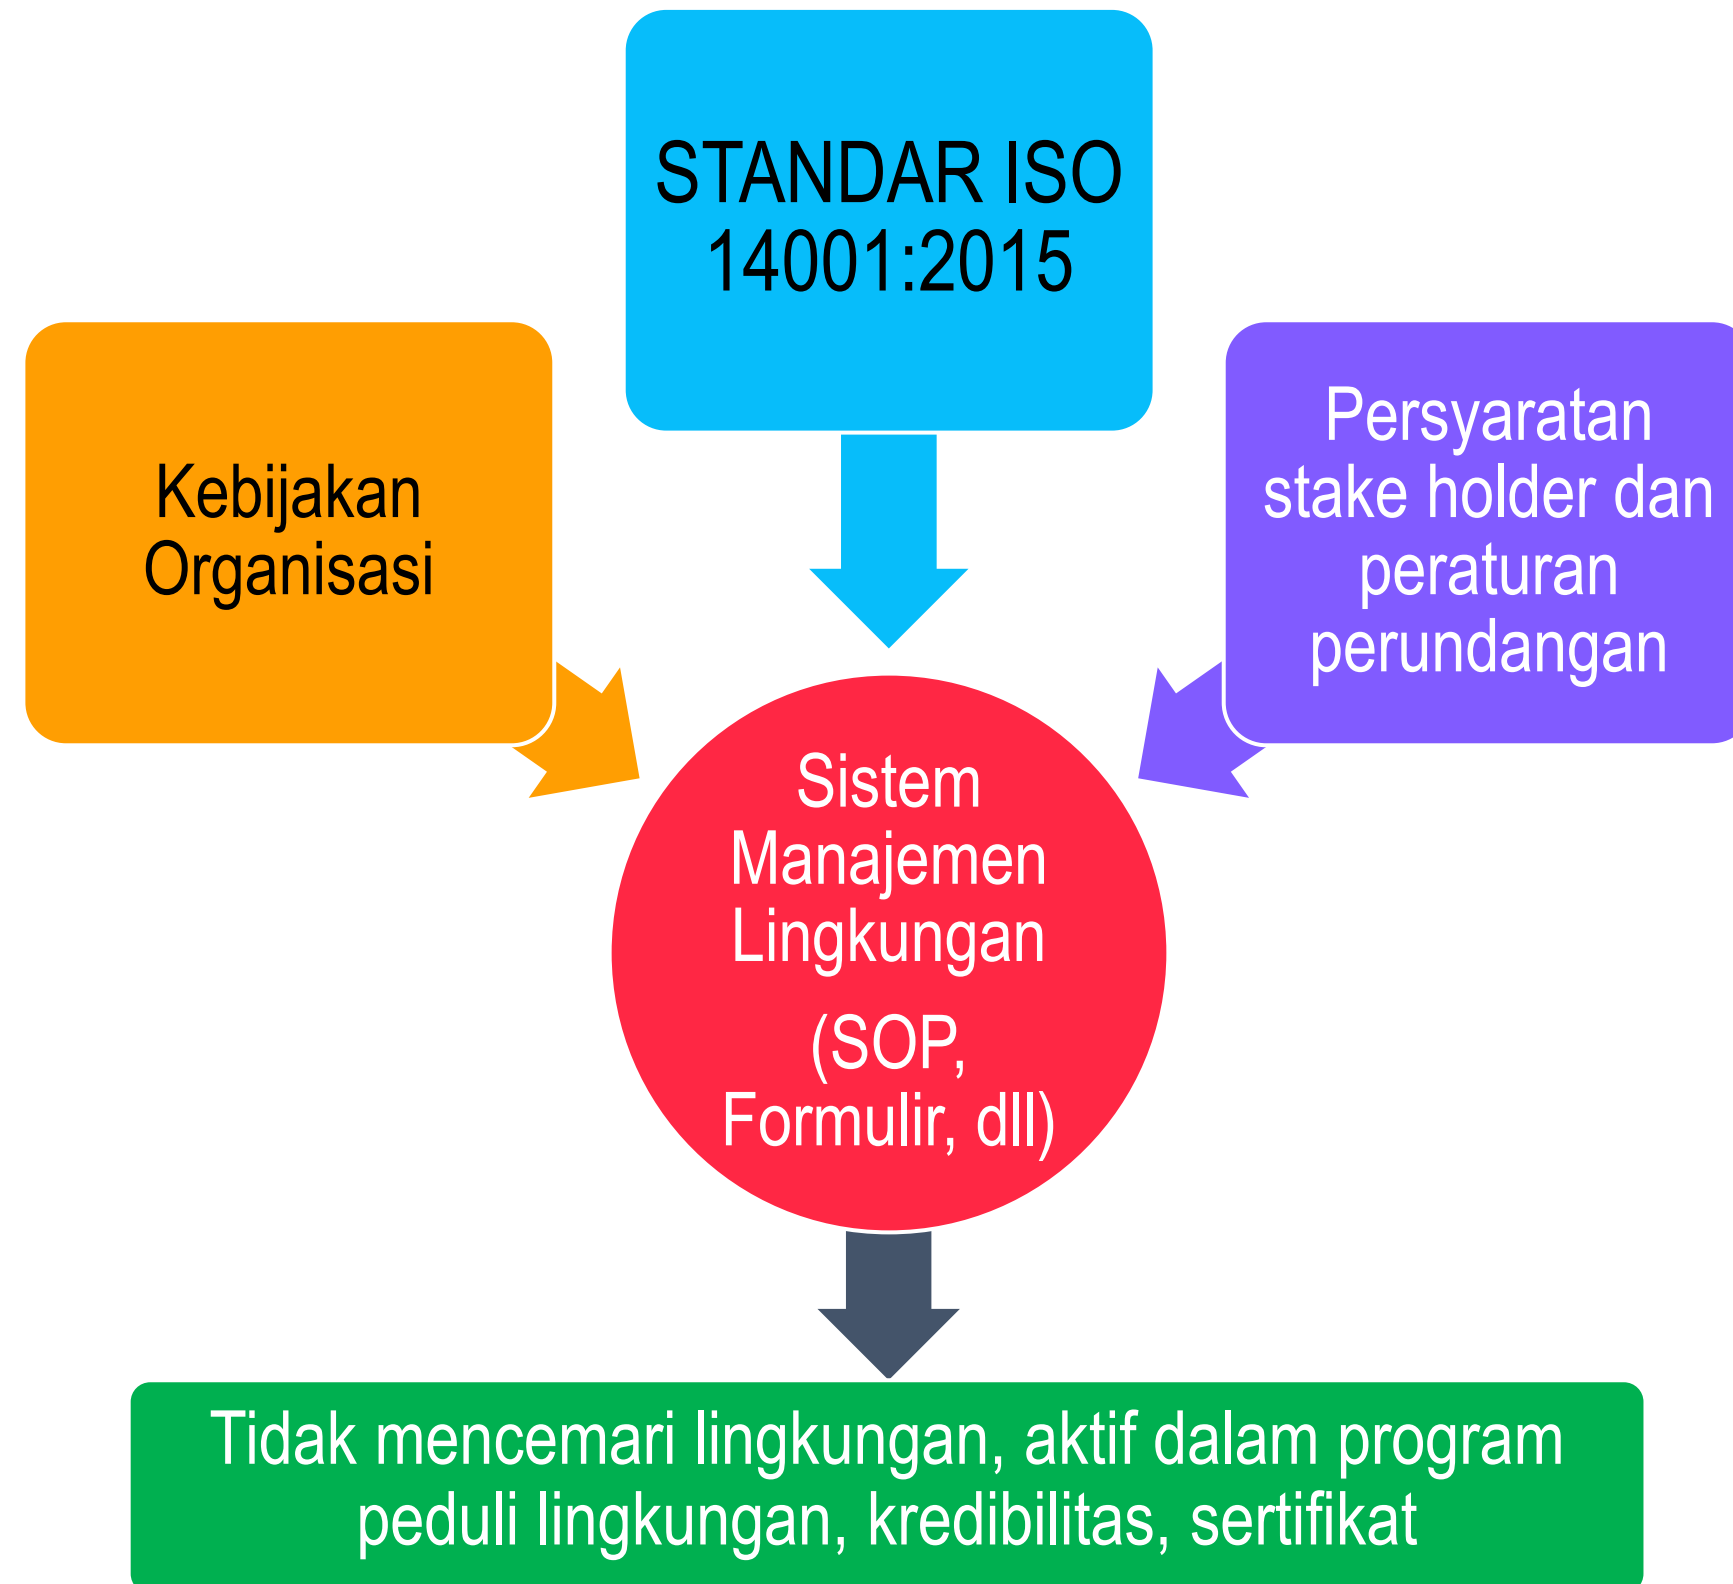 STANDAR ISO
14001:2015
Kebijakan
Organisasi
Persyaratan
stake holder dan
peraturan
perundangan
Sistem
Manajemen
Lingkungan
(SOP,
Formulir, dll)
Tidak mencemari lingkungan, aktif dalam program
peduli lingkungan, kredibilitas, sertifikat